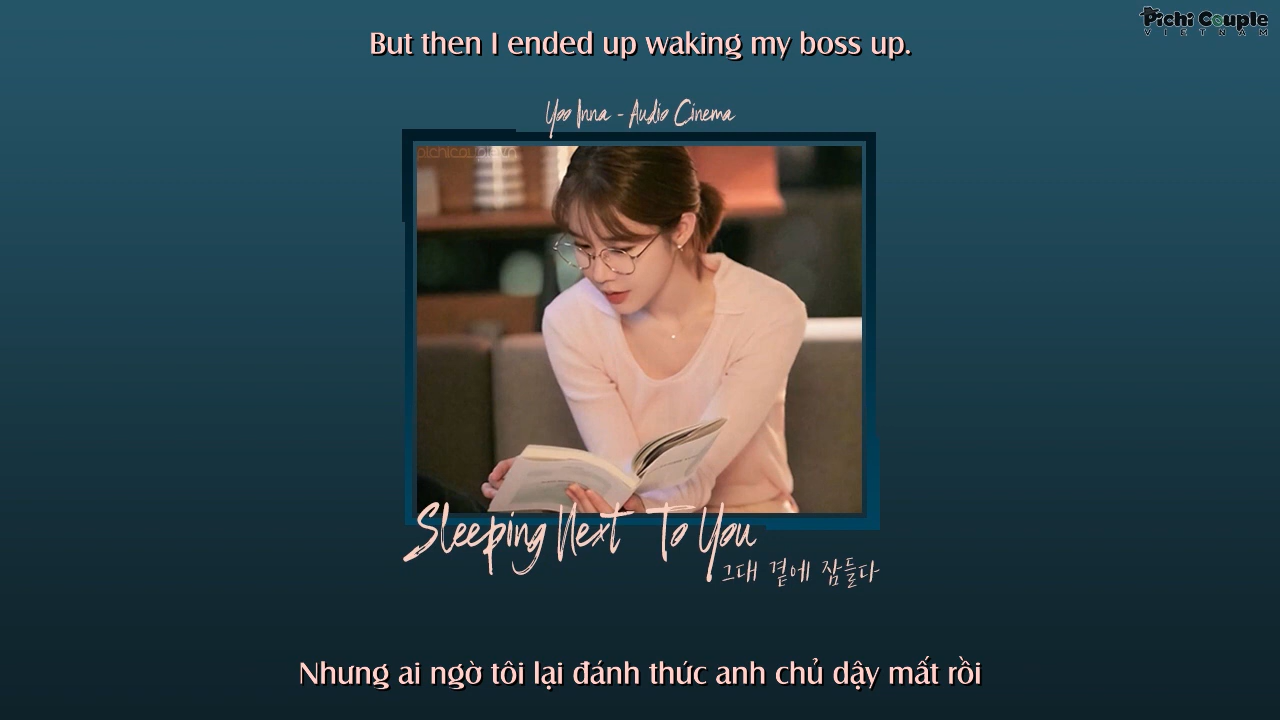 Pichi Couple
VIETNAM
But then I ended up waking my boss up.
Yoo Inna - Audio Cinema
pichicouple.vn
Sleeping Next To You
그대 곁에 잠들다
Nhưng ai ngờ tôi lại đánh thức anh chủ dậy mất rồi